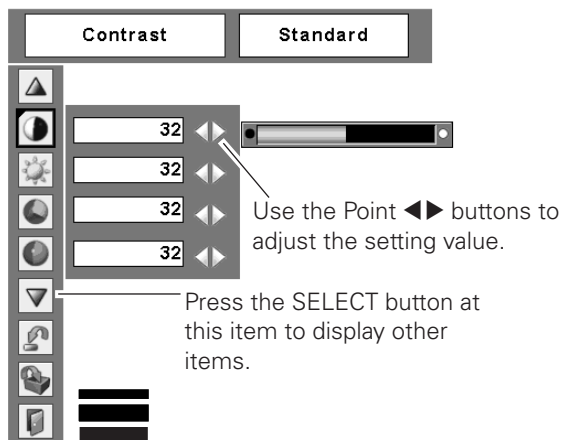 Contrast Standard
32
32
32
32
Use the Point ◀▶ buttons to
adjust the setting value.
Press the SELECT button at
this item to display other
items.